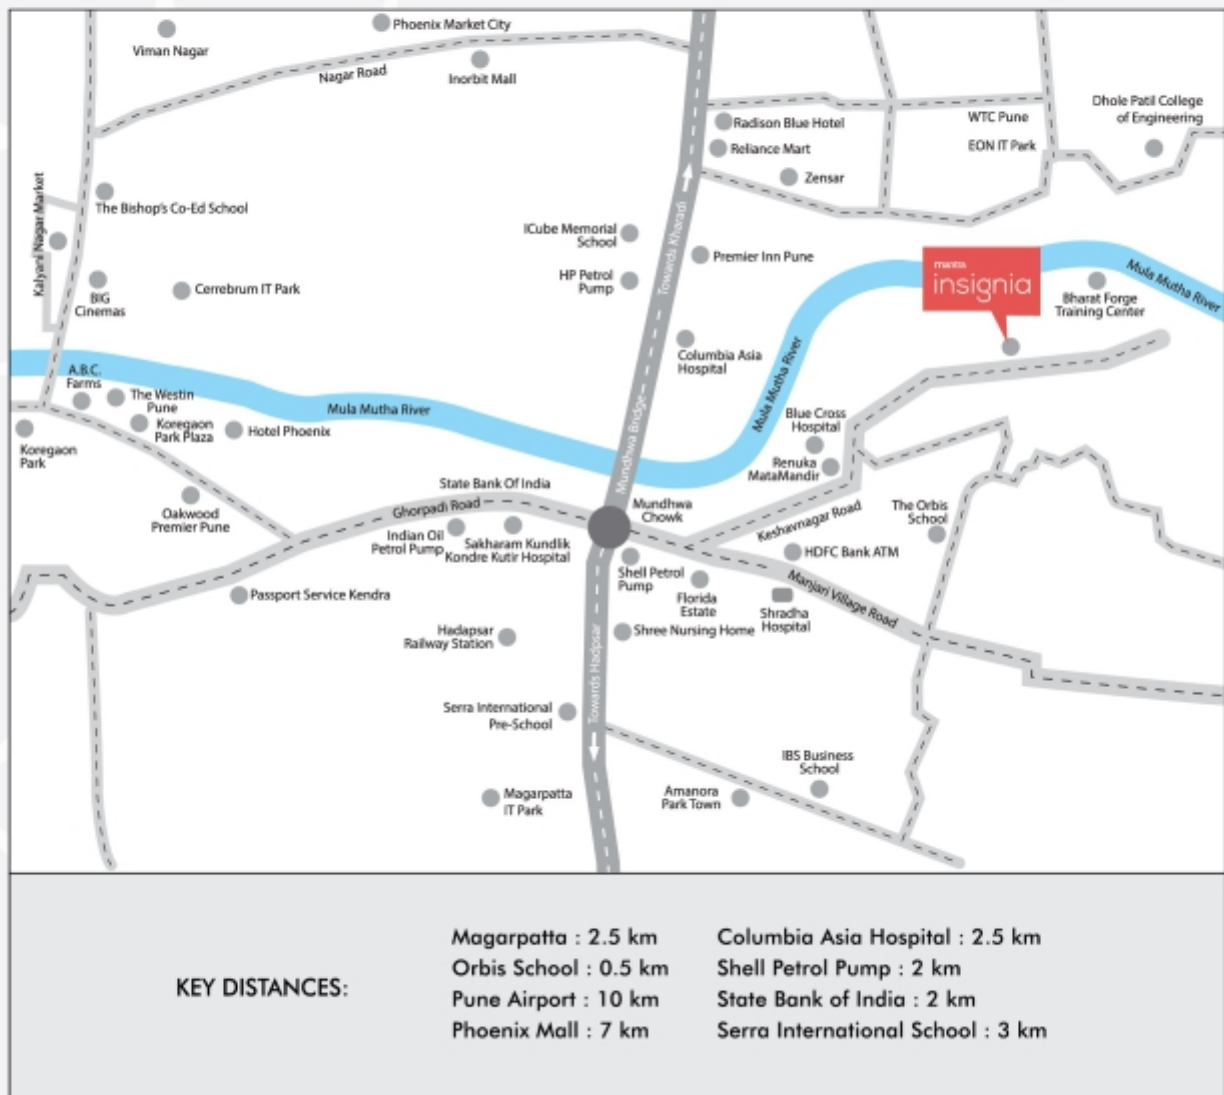 Phoenix Market City
Viman Nagar
Nagar Road
Inorbit Mall
Dhole Patil College
of Engineering
WTC Pune
Radison Blue Hotel
EON IT Park
Reliance Mart
Zensar
Kalyani Nagar Market
The Bishop's Co-Ed School
Towards Kharadi
ICube Memorial
School
Premier Inn Pune
mantra
insignia
Mula Mutha River
HP Petrol
Pump
BIG
Cinemas
Cerrebrum IT Park
Bharat Forge
Training Center
Columbia Asia
Hospital
Mula Mutha River
A.B.C.
Farms
The Westin
Pune
Koregaon
Park Plaza
Hotel Phoenix
Mula Mutha River
Mundhwa Bridge
Blue Cross
Hospital
Koregaon
Park
Renuka
MataMandir
State Bank Of India
Oakwood
Premier Pune
Ghorpadi Road
Mundhwa
Chowk
Keshavnagar Road
The Orbis
School
Indian Oil
Petrol Pump
Sakharam Kundlik
Kondre Kutir Hospital
HDFC Bank ATM
Shell Petrol
Pump
Manjari Village Road
Passport Service Kendra
Florida
Estate
Shradha
Hospital
Hadapsar
Railway Station
Shree Nursing Home
Towards Hadpsar
Serra International
Pre-School
IBS Business
School
Magarpatta
IT Park
Amanora
Park Town
KEY DISTANCES:
Magarpatta : 2.5 km
Orbis School : 0.5 km
Pune Airport : 10 km
Phoenix Mall : 7 km
Columbia Asia Hospital : 2.5 km
Shell Petrol Pump : 2 km
State Bank of India : 2 km
Serra International School : 3 km